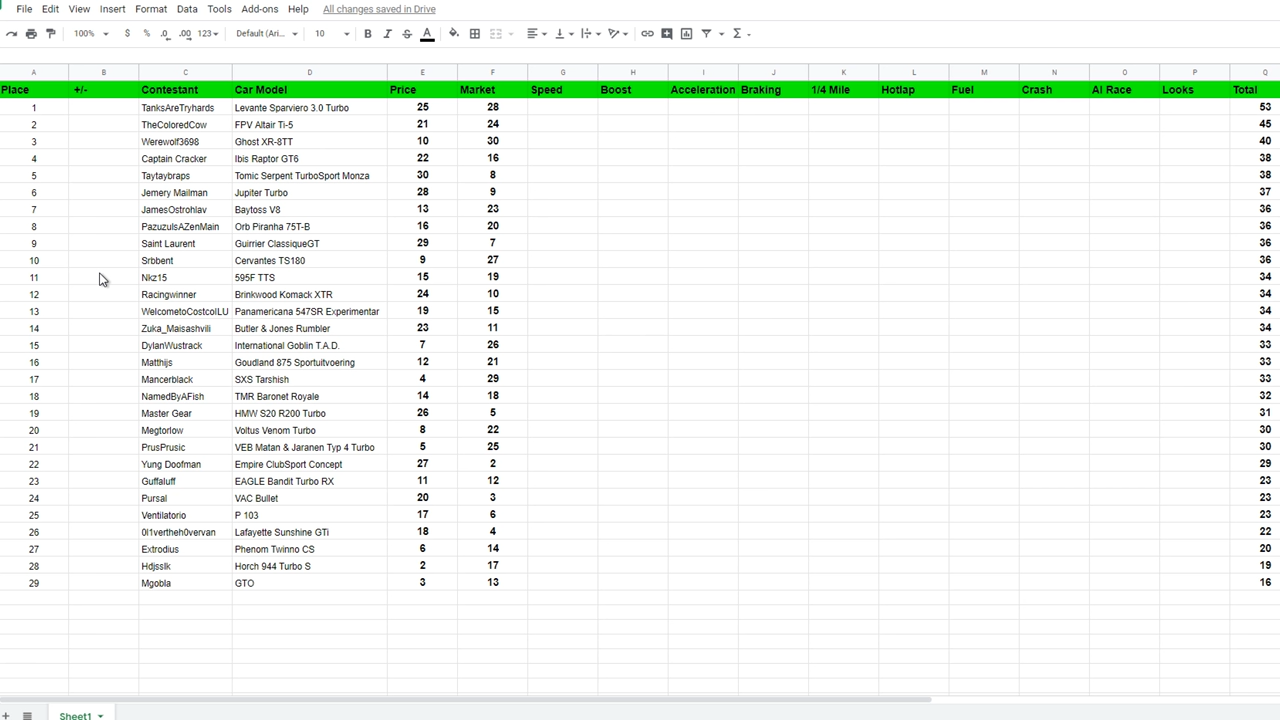 File Edit View Insert Format Data Tools Add-ons Help All changes saved in Drive
100% $ % .0 .00 123 Default (Ari... 10 B I S A
A B C D E F G H I J K L M N O P Q
Place +/- Contestant Car Model Price Market Speed Boost Acceleration Braking 1/4 Mile Hotlap Fuel Crash AI Race Looks Total
1 TanksAreTryhards Levante Sparviero 3.0 Turbo 25 28 53
2 TheColoredCow FPV Altair Ti-5 21 24 45
3 Werewolf3698 Ghost XR-8TT 10 30 40
4 Captain Cracker Ibis Raptor GT6 22 16 38
5 Taytaybraps Tomic Serpent TurboSport Monza 30 8 38
6 Jemery Mailman Jupiter Turbo 28 9 37
7 JamesOstrohlav Baytoss V8 13 23 36
8 PazuzuIsAZenMain Orb Piranha 75T-B 16 20 36
9 Saint Laurent Guirrier ClassiqueGT 29 7 36
10 Srbbent Cervantes TS180 9 27 36
11 Nkz15 595F TTS 15 19 34
12 Racingwinner Brinkwood Komack XTR 24 10 34
13 WelcometoCostcoILU Panamericana 547SR Experimentar 19 15 34
14 Zuka_Maisashvili Butler & Jones Rumbler 23 11 34
15 DylanWustrack International Goblin T.A.D. 7 26 33
16 Matthijs Goudland 875 Sportuitvoering 12 21 33
17 Mancerblack SXS Tarshish 4 29 33
18 NamedByAFish TMR Baronet Royale 14 18 32
19 Master Gear HMW S20 R200 Turbo 26 5 31
20 Megtorlow Voltus Venom Turbo 8 22 30
21 PrusPrusic VEB Matan & Jaranen Typ 4 Turbo 5 25 30
22 Yung Doofman Empire ClubSport Concept 27 2 29
23 Guffaluff EAGLE Bandit Turbo RX 11 12 23
24 Pursal VAC Bullet 20 3 23
25 Ventilatorio P 103 17 6 23
26 0l1vertheh0vervan Lafayette Sunshine GTi 18 4 22
27 Extrodius Phenom Twinno CS 6 14 20
28 Hdjsslk Horch 944 Turbo S 2 17 19
29 Mgobla GTO 3 13 16
Sheet1